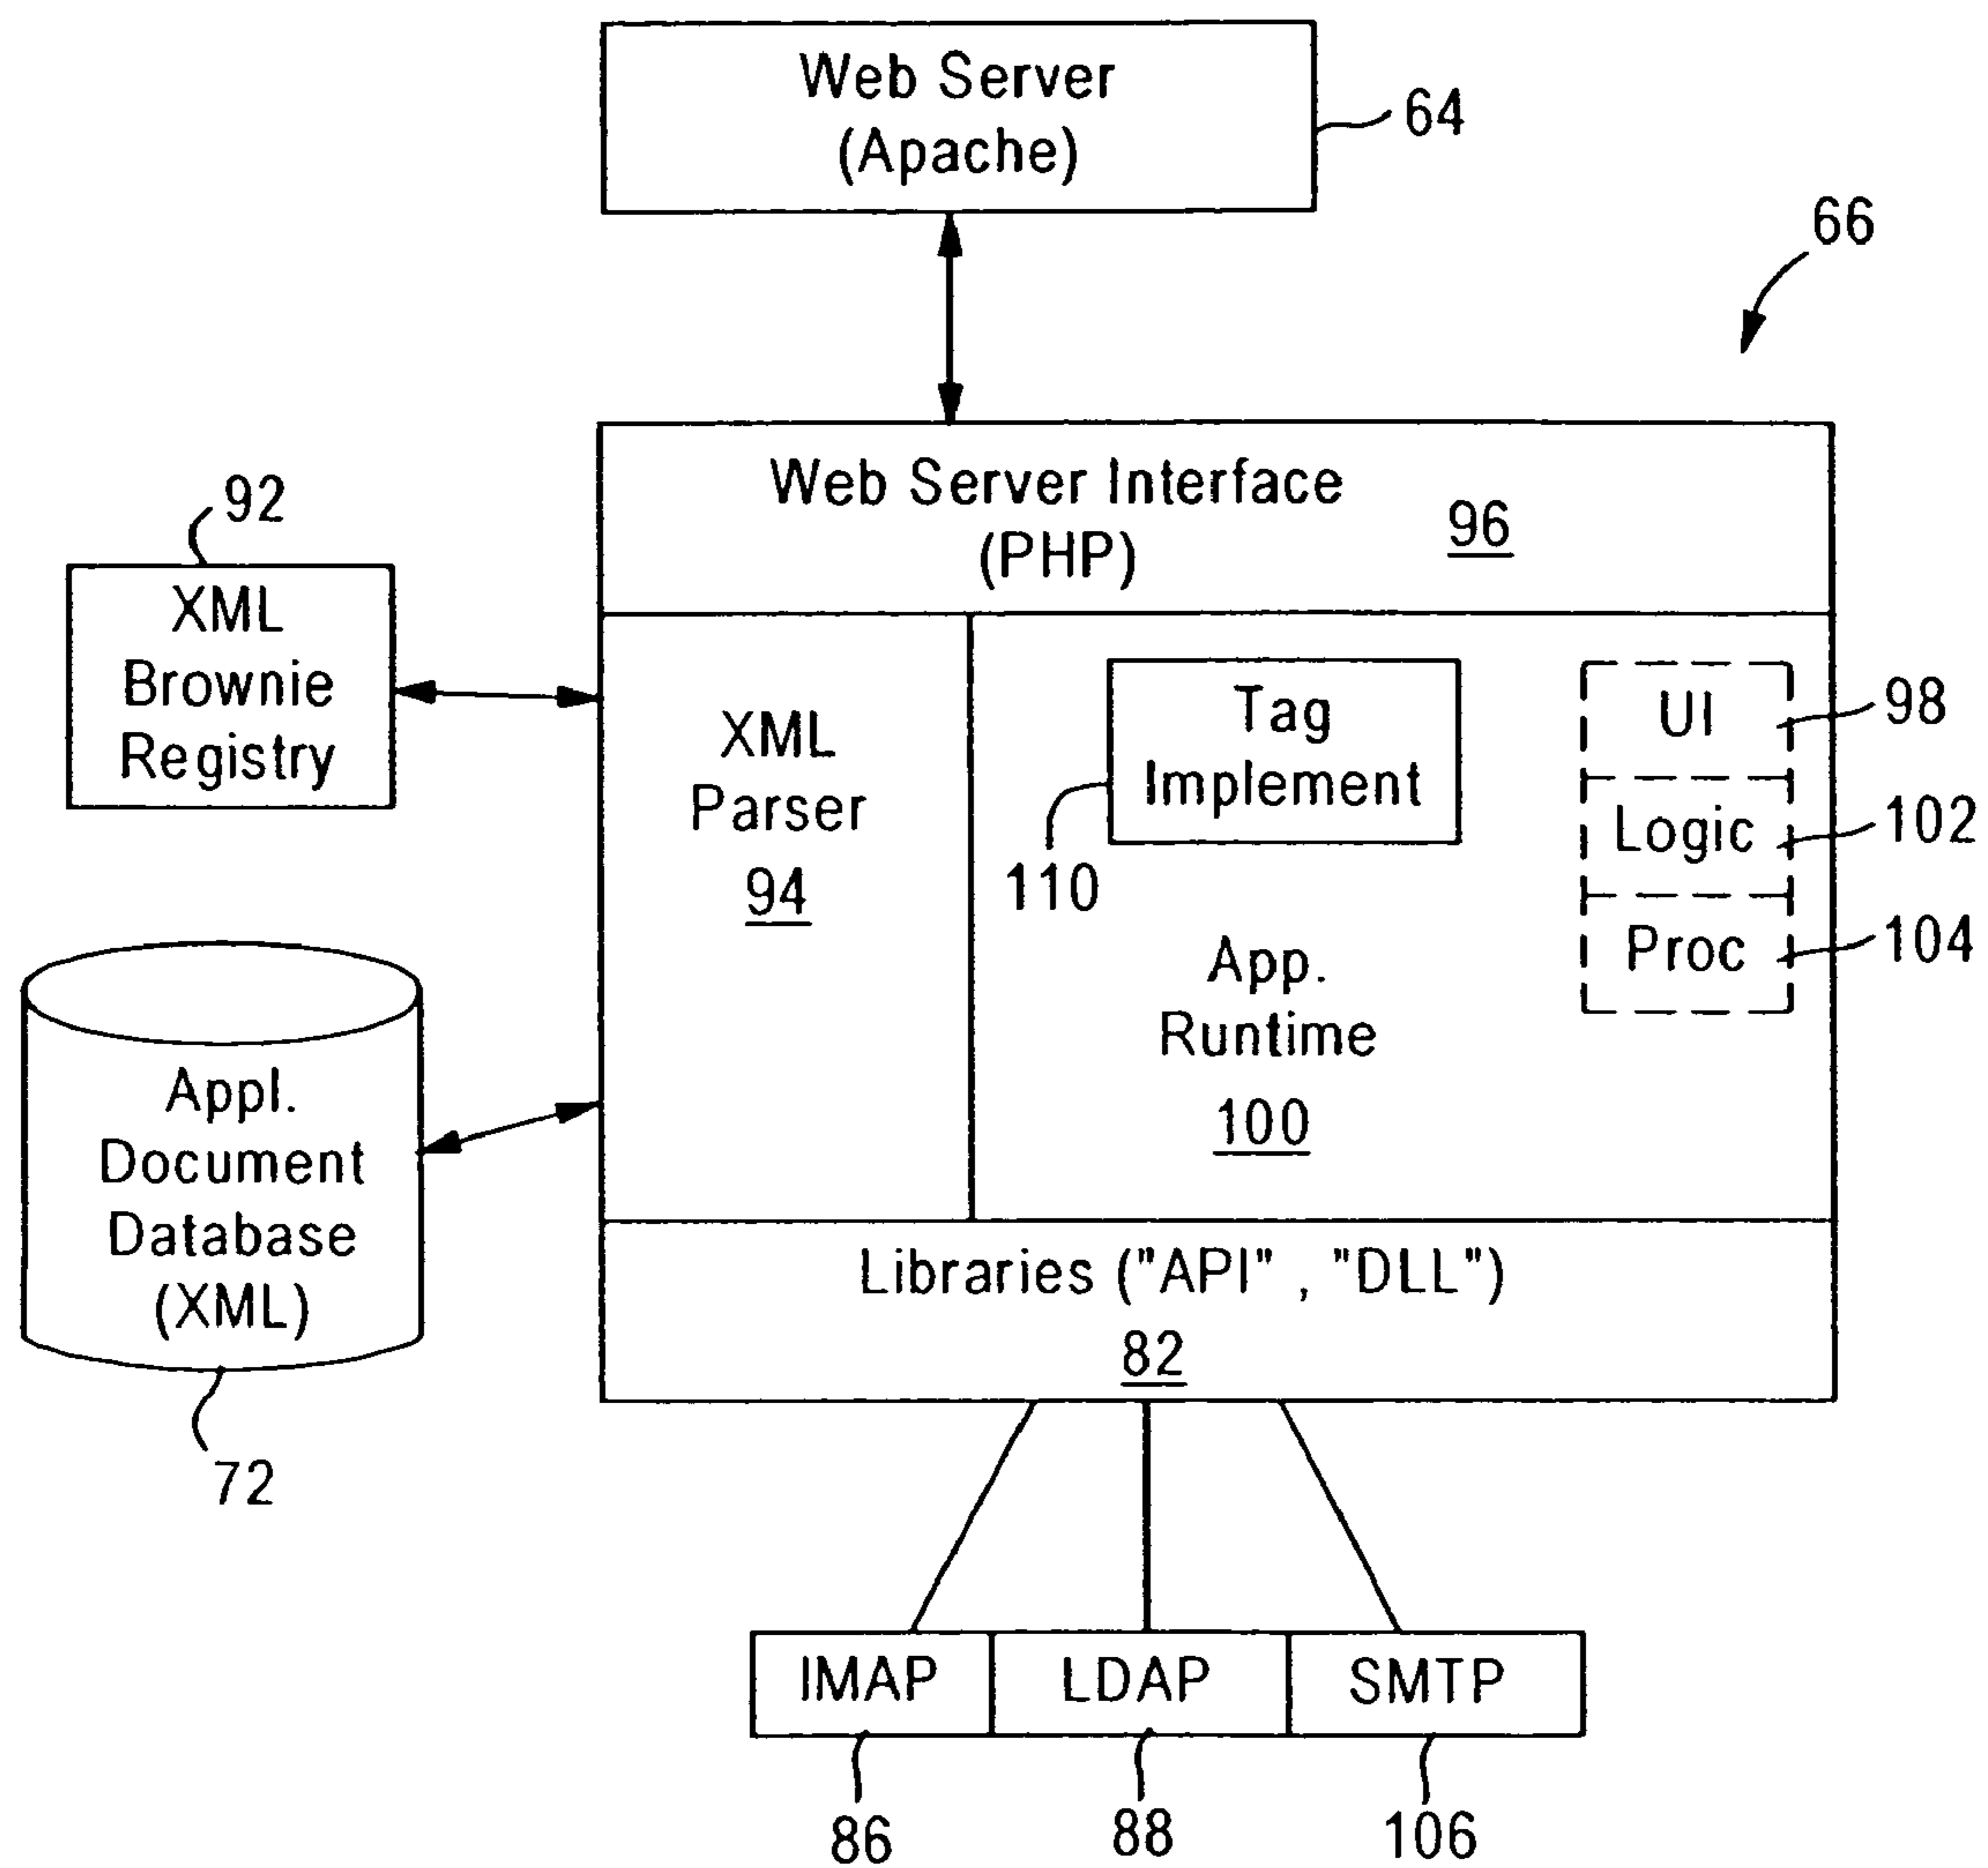 Web Server
(Apache)
64
66
Web Server Interface
(PHP)
96
92
XML
Brownie
Registry
XML
Parser
94
Tag
Implement
110
UI
98
Logic
102
Proc
104
App.
Runtime
100
Appl.
Document
Database
(XML)
72
Libraries ("API" , "DLL")
82
IMAP
LDAP
SMTP
86
88
106